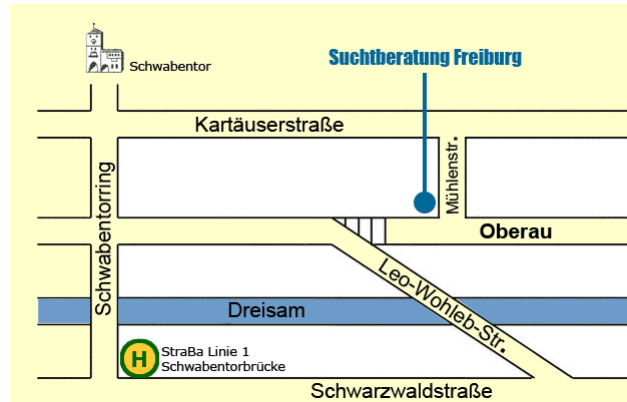 Suchtberatung Freiburg
Schwabentor
Kartäuserstraße
Mühlenstr.
Schwabentorring
Oberau
Leo-Wohleb-Str.
Dreisam
H
StraBa Linie 1
Schwabentorbrücke
Schwarzwaldstraße